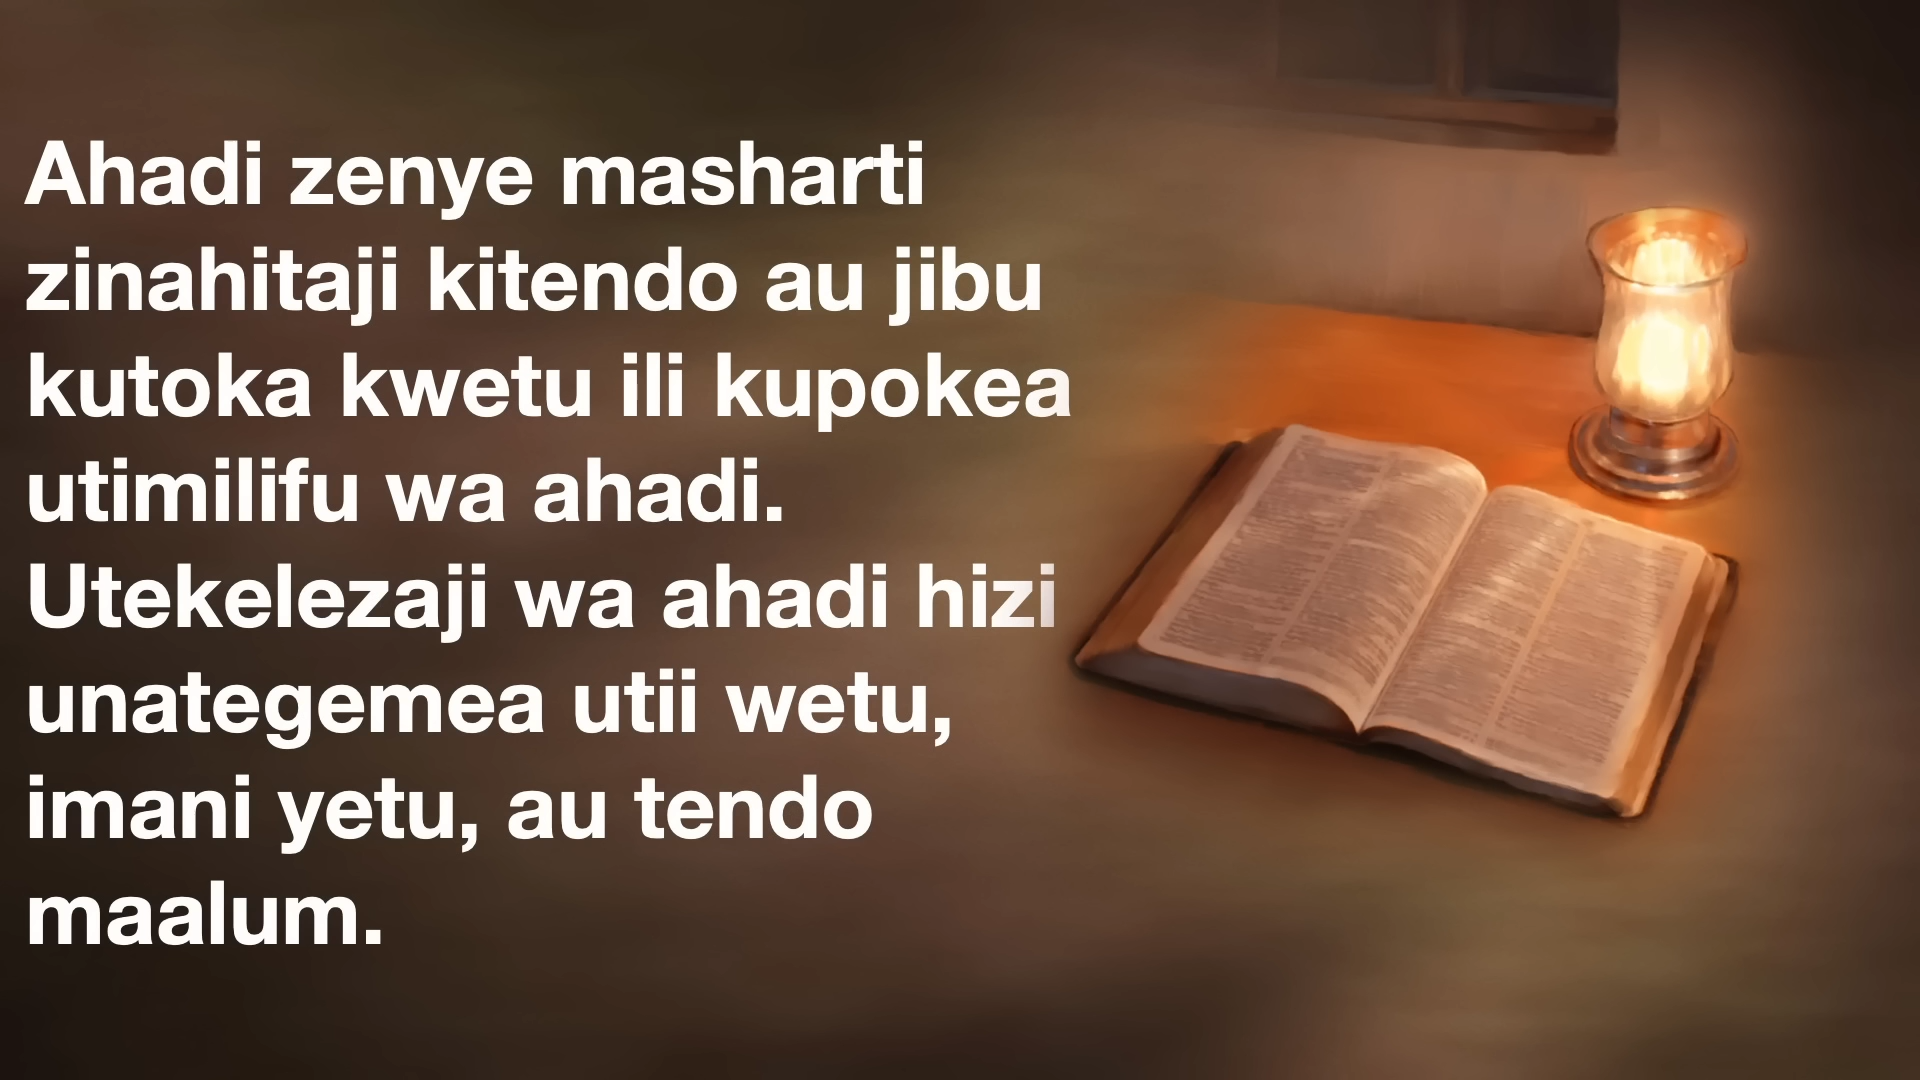 Ahadi zenye masharti
zinahitaji kitendo au jibu
kutoka kwetu ili kupokea
utimilifu wa ahadi.
Utekelezaji wa ahadi hizi
unategemea utii wetu,
imani yetu, au tendo
maalum.